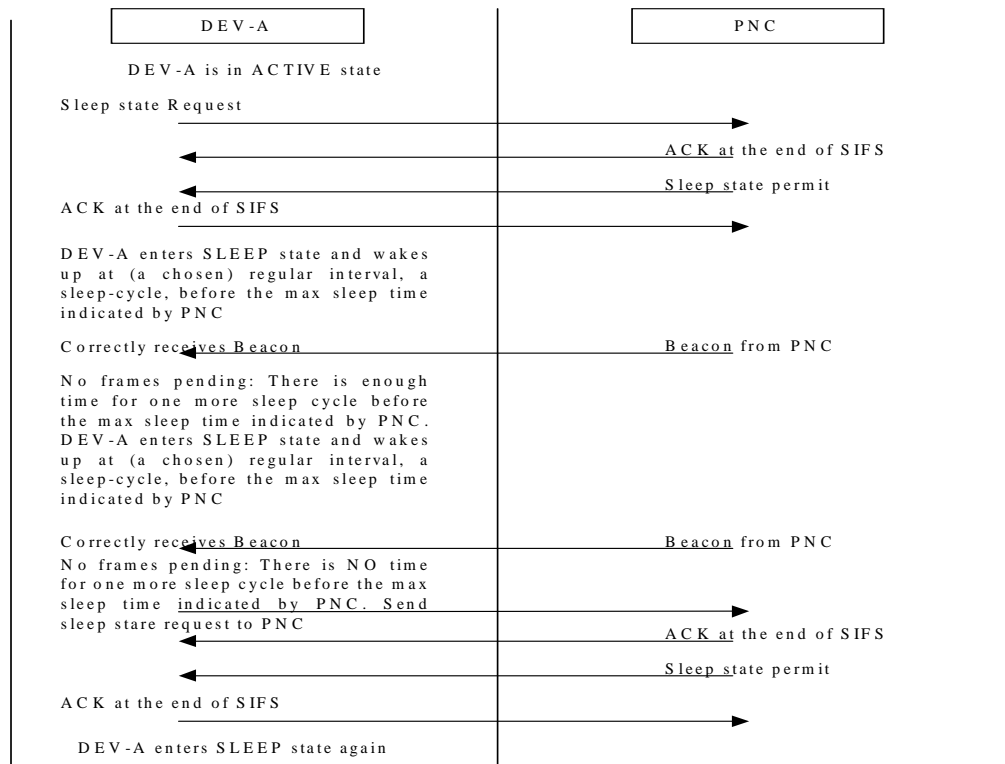 DEV-A
PNC
DEV-A is in ACTIVE state
Sleep state Request
ACK at the end of SIFS
Sleep state permit
ACK at the end of SIFS
DEV-A enters SLEEP state and wakes
up at (a chosen) regular interval, a
sleep-cycle, before the max sleep time
indicated by PNC
Correctly receives Beacon
Beacon from PNC
No frames pending: There is enough
time for one more sleep cycle before
the max sleep time indicated by PNC.
DEV-A enters SLEEP state and wakes
up at (a chosen) regular interval, a
sleep-cycle, before the max sleep time
indicated by PNC
Correctly receives Beacon
Beacon from PNC
No frames pending: There is NO time
for one more sleep cycle before the max
sleep time indicated by PNC. Send
sleep stare request to PNC
ACK at the end of SIFS
Sleep state permit
ACK at the end of SIFS
DEV-A enters SLEEP state again